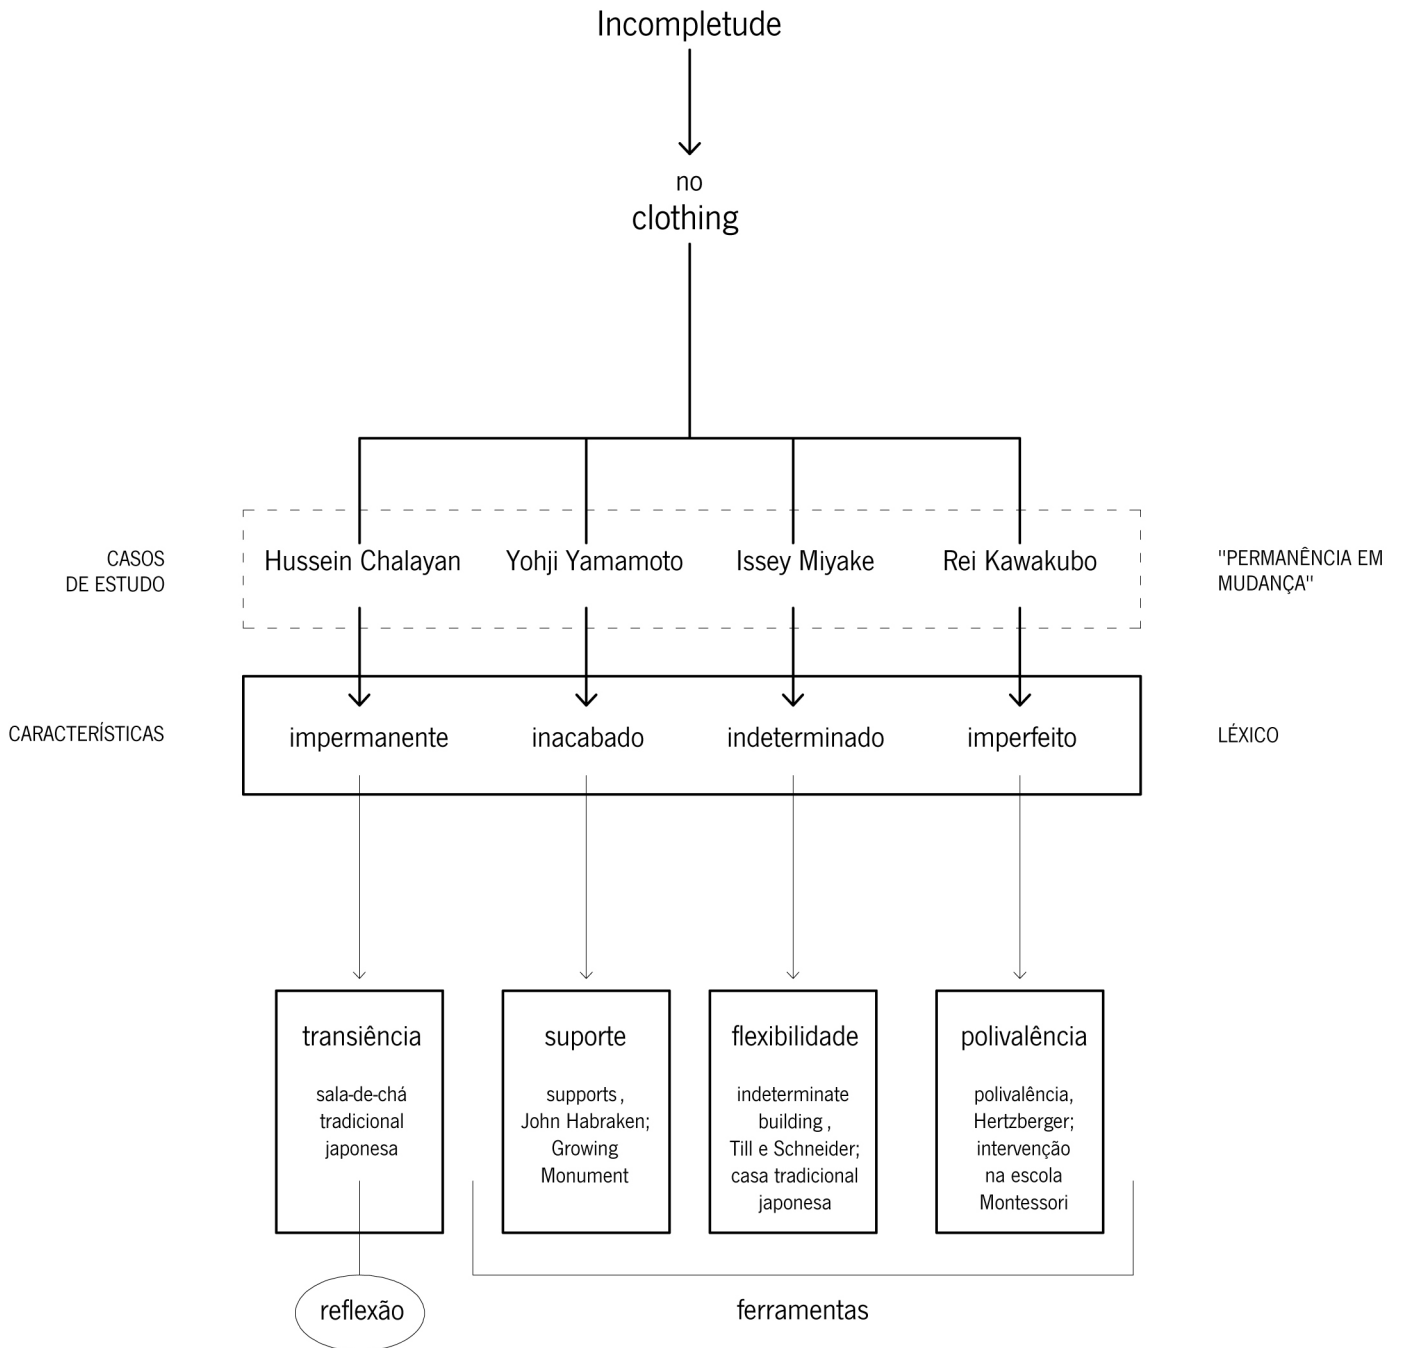 Incompletude
no
clothing
CASOS
DE ESTUDO
Hussein Chalayan
Yohji Yamamoto
Issey Miyake
Rei Kawakubo
"PERMANÊNCIA EM
MUDANÇA"
CARACTERÍSTICAS
impermanente
inacabado
indeterminado
imperfeito
LÉXICO
transiência
sala-de-chá
tradicional
japonesa
suporte
supports,
John Habraken;
Growing
Monument
flexibilidade
indeterminate
building,
Till e Schneider;
casa tradicional
japonesa
polivalência
polivalência,
Hertzberger;
intervenção
na escola
Montessori
reflexão
ferramentas